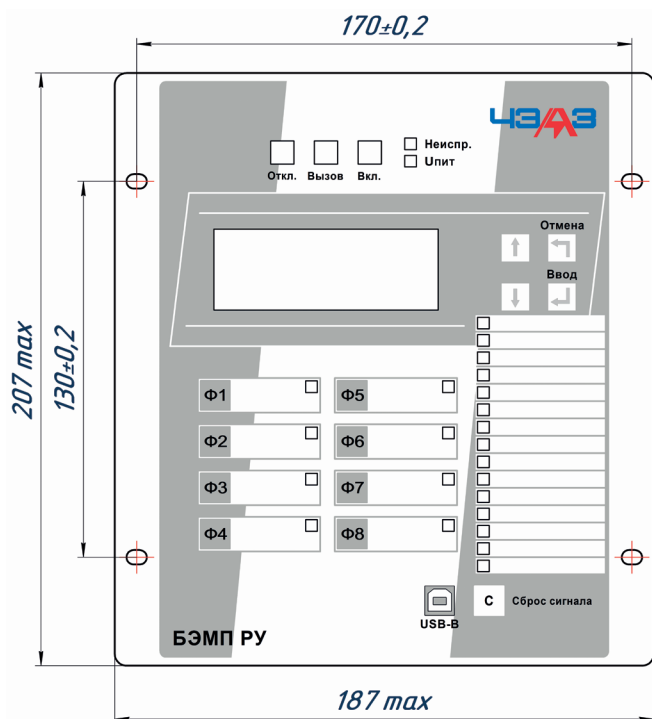 170±0,2
ЧЭАЗ
Неиспр.
Uпит
Откл. Вызов Вкл.
Отмена
Ввод
207 max
130±0,2
Ф1 Ф5
Ф2 Ф6
Ф3 Ф7
Ф4 Ф8
C Сброс сигнала
USB-B
БЭМП РУ
187 max